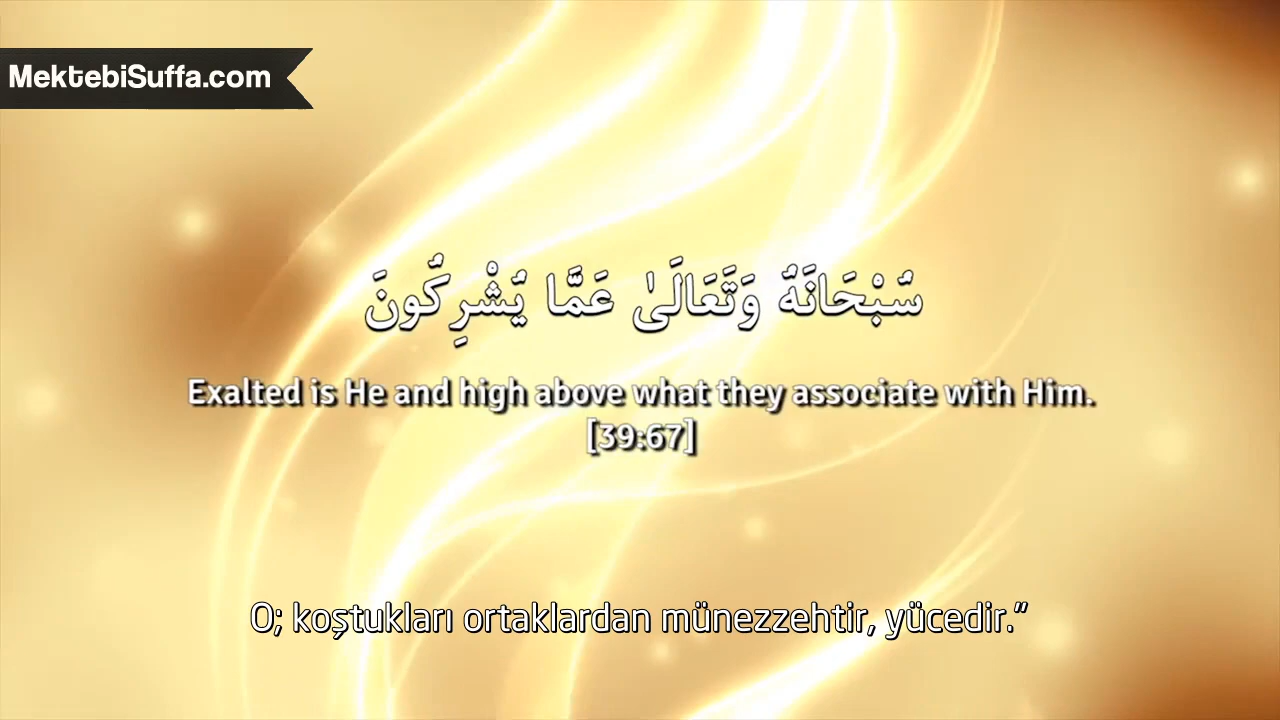 MektebiSuffa.com
سُبْحَانَهُ وَتَعَالَىٰ عَمَّا يُشْرِكُونَ
Exalted is He and high above what they associate with Him.
[39:67]
O; koştukları ortaklardan münezzehtir, yücedir.”